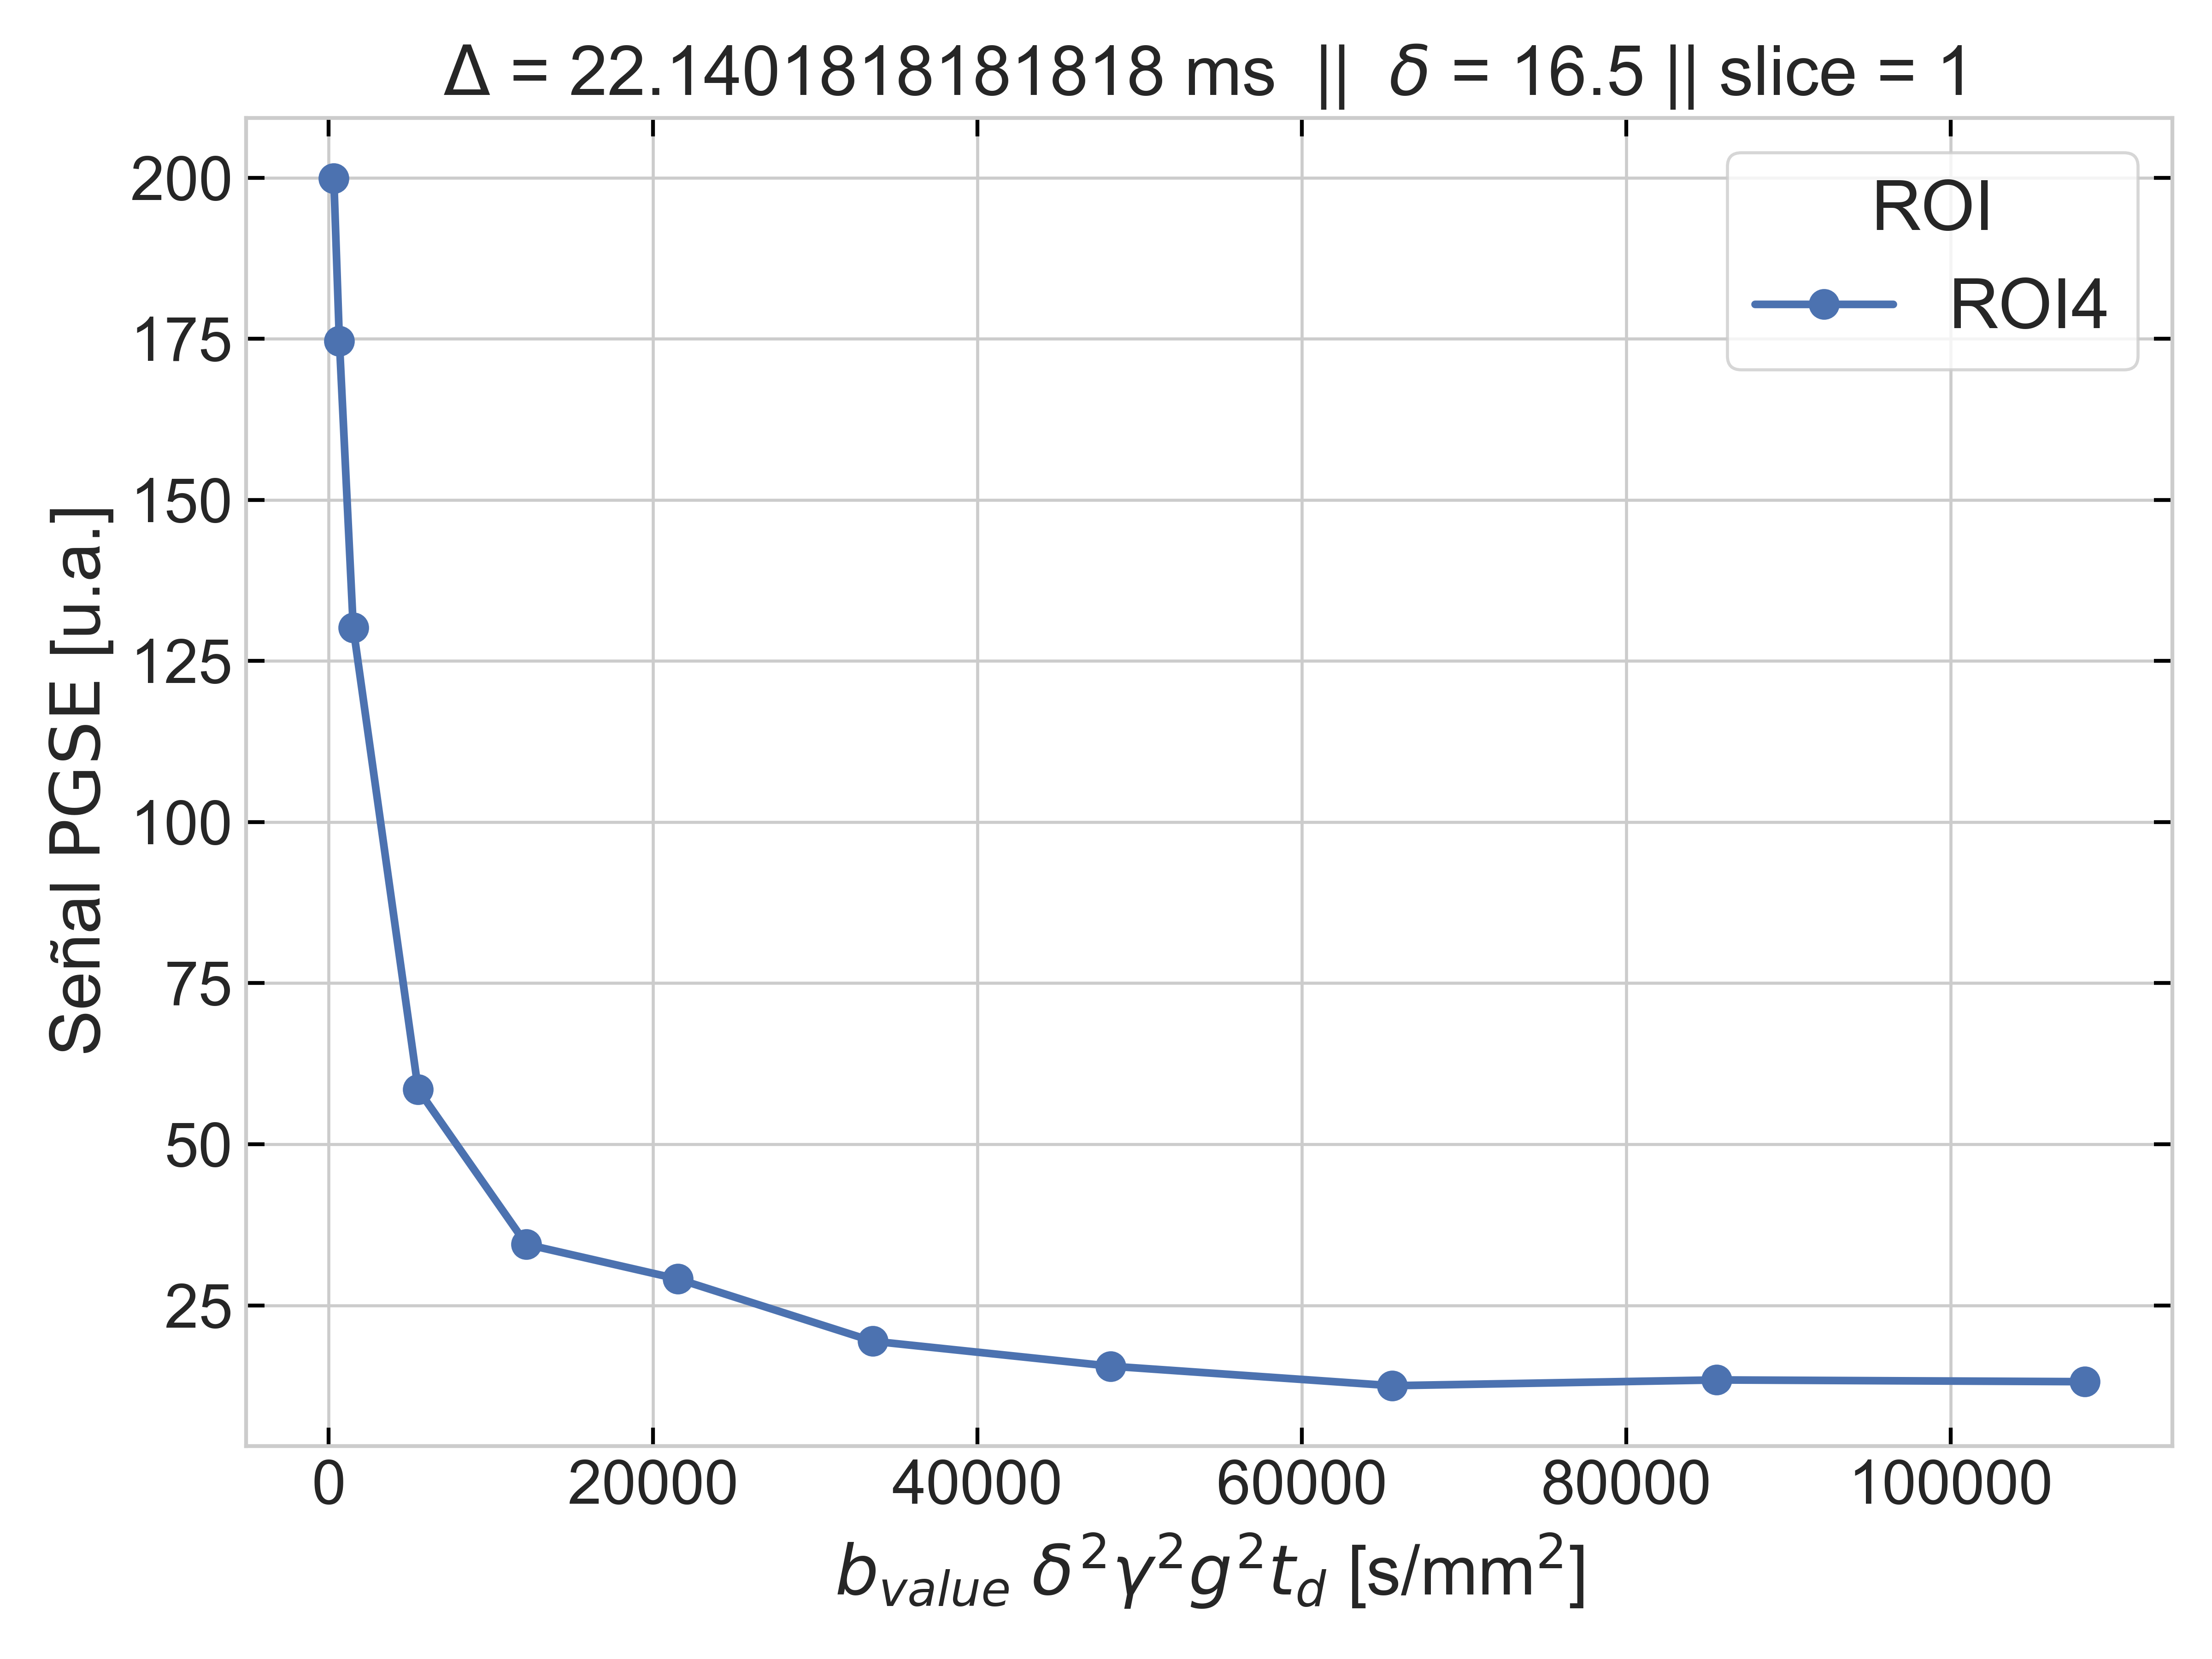 Δ = 22.1401818181818 ms || δ = 16.5 || slice = 1
200
175
150
125
100
75
50
25
Señal PGSE [u.a.]
ROI
ROI4
0 20000 40000 60000 80000 100000
b_value δ²γ²g²t_d [s/mm²]